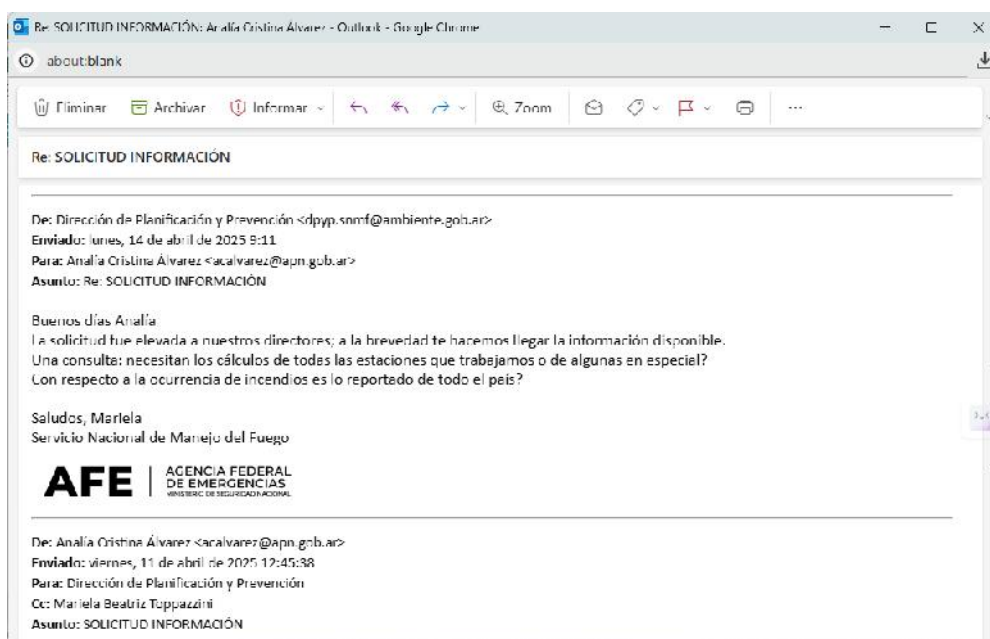 Re: SOLICITUD INFORMACIÓN: Analía Cristina Álvarez - Outlook - Google Chrome
about:blank
Eliminar Archivar Informar Zoom ...
Re: SOLICITUD INFORMACIÓN
De: Dirección de Planificación y Prevención <dpyp.snmf@ambiente.gob.ar>
Enviado: lunes, 14 de abril de 2025 9:11
Para: Analía Cristina Álvarez <acalvarez@apn.gob.ar>
Asunto: Re: SOLICITUD INFORMACIÓN
Buenos días Analía
La solicitud fue elevada a nuestros directores; a la brevedad te hacemos llegar la información disponible.
Una consulta: necesitan los cálculos de todas las estaciones que trabajamos o de algunas en especial?
Con respecto a la ocurrencia de incendios es lo reportado de todo el país?
Saludos, Mariela
Servicio Nacional de Manejo del Fuego
AFE | AGENCIA FEDERAL
DE EMERGENCIAS
MINISTERIO DE SEGURIDAD NACIONAL
De: Analía Cristina Álvarez <acalvarez@apn.gob.ar>
Enviado: viernes, 11 de abril de 2025 12:45:38
Para: Dirección de Planificación y Prevención
Cc: Mariela Beatriz Toppazzini
Asunto: SOLICITUD INFORMACIÓN